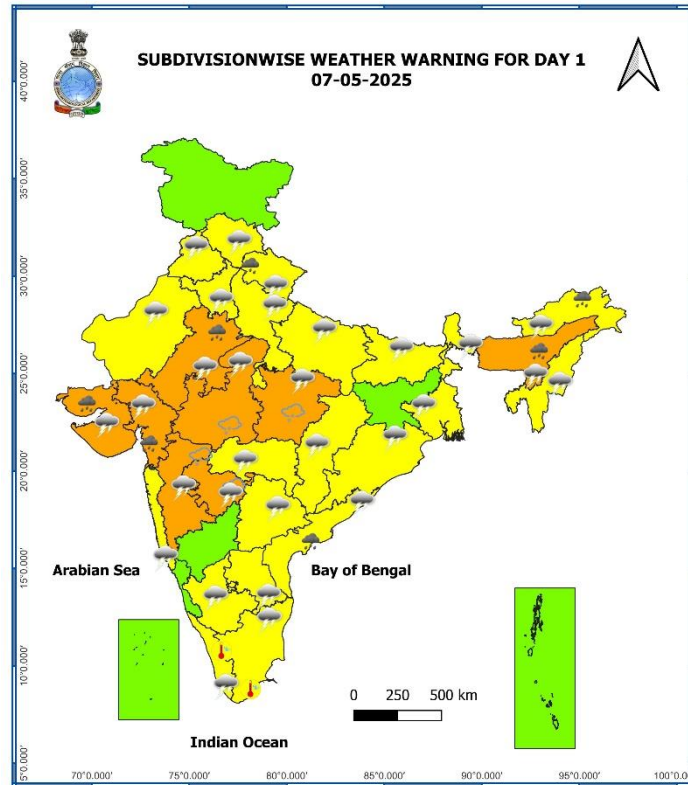 SUBDIVISIONWISE WEATHER WARNING FOR DAY 1
07-05-2025
40°0.000'
35°0.000'
30°0.000'
25°0.000'
20°0.000'
15°0.000'
10°0.000'
5°0.000'
Arabian Sea
Bay of Bengal
0 250 500 km
Indian Ocean
70°0.000' 75°0.000' 80°0.000' 85°0.000' 90°0.000' 95°0.000' 100°0.000'